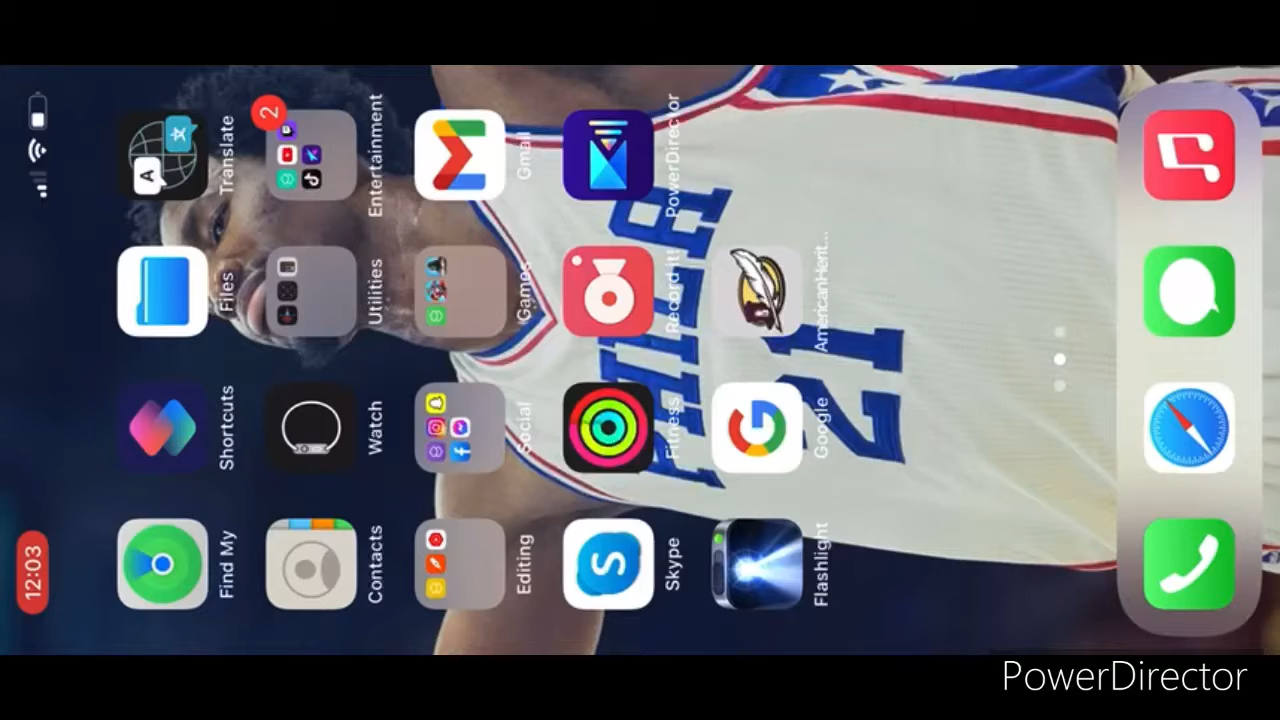 12:03
Find My
Shortcuts
Files
Translate
Contacts
Watch
Utilities
Entertainment
2
Editing
Social
Games
Gmail
Skype
Fitness
Record it!
PowerDirector
Flashlight
Google
AmericanHerit...
PHILA
21
PowerDirector